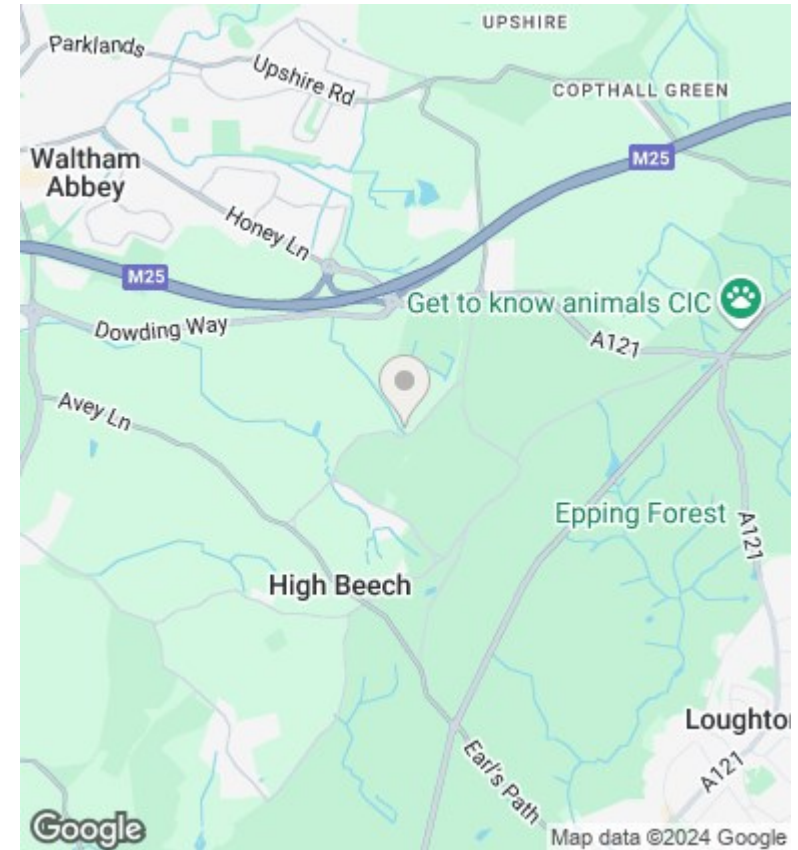 UPSHIRE
Parklands
Upshire Rd
COPTHALL GREEN
Waltham
Abbey
M25
Honey Ln
M25
Get to know animals CIC
Dowding Way
A121
Avey Ln
Epping Forest
A121
High Beech
Loughto
Earl's Path
A121
Google
Map data ©2024 Google